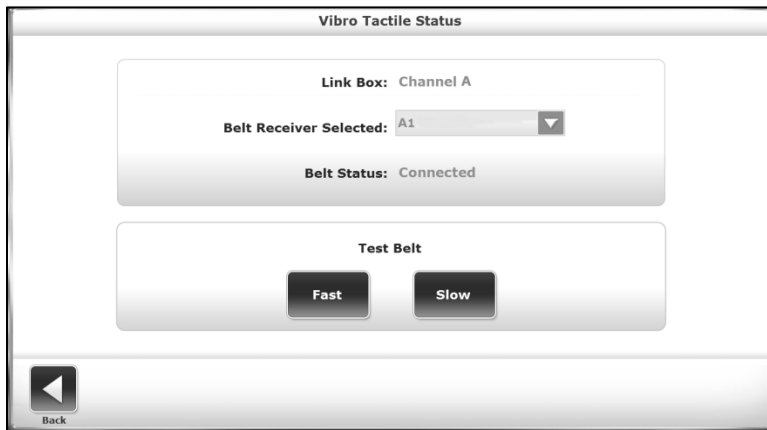 Vibro Tactile Status
Link Box: Channel A
Belt Receiver Selected: A1
Belt Status: Connected
Test Belt
Fast Slow
Back